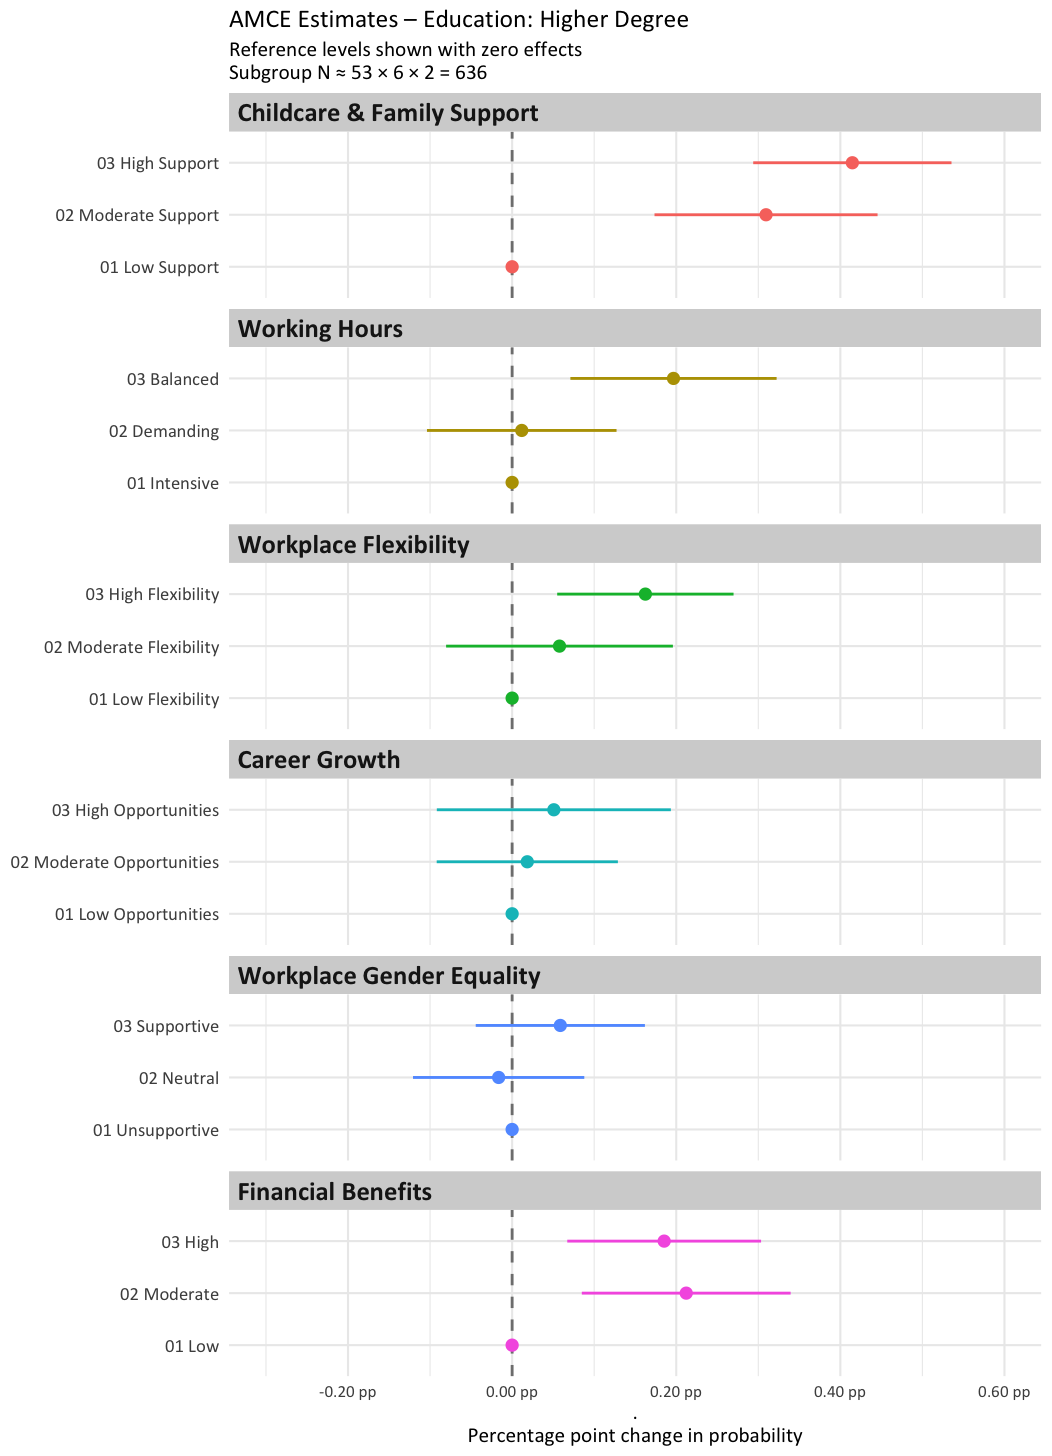 AMCE Estimates – Education: Higher Degree
Reference levels shown with zero effects
Subgroup N ≈ 53 × 6 × 2 = 636
Childcare & Family Support
03 High Support
02 Moderate Support
01 Low Support
Working Hours
03 Balanced
02 Demanding
01 Intensive
Workplace Flexibility
03 High Flexibility
02 Moderate Flexibility
01 Low Flexibility
Career Growth
03 High Opportunities
02 Moderate Opportunities
01 Low Opportunities
Workplace Gender Equality
03 Supportive
02 Neutral
01 Unsupportive
Financial Benefits
03 High
02 Moderate
01 Low
-0.20 pp 0.00 pp 0.20 pp 0.40 pp 0.60 pp
.
Percentage point change in probability